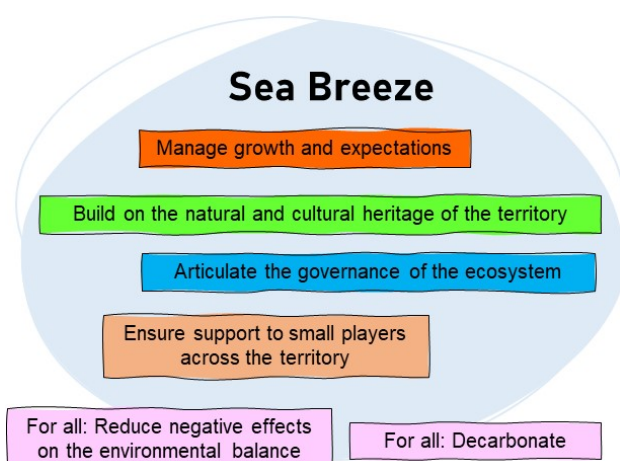 Sea Breeze
Manage growth and expectations
Build on the natural and cultural heritage of the territory
Articulate the governance of the ecosystem
Ensure support to small players
across the territory
For all: Reduce negative effects
on the environmental balance
For all: Decarbonate